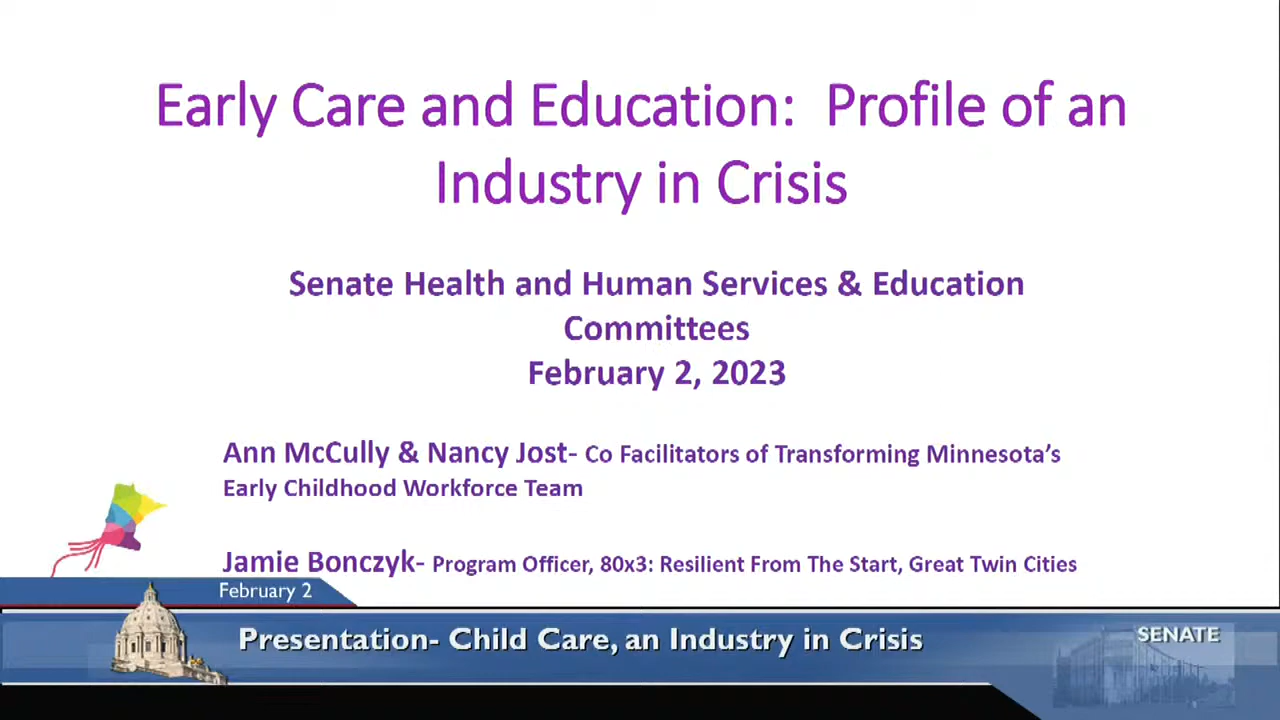 Early Care and Education:  Profile of an
Industry in Crisis
Senate Health and Human Services & Education
Committees
February 2, 2023
Ann McCully & Nancy Jost- Co Facilitators of Transforming Minnesota's
Early Childhood Workforce Team
Jamie Bonczyk- Program Officer, 80x3: Resilient From The Start, Great Twin Cities
February 2
Presentation- Child Care, an Industry in Crisis
SENATE